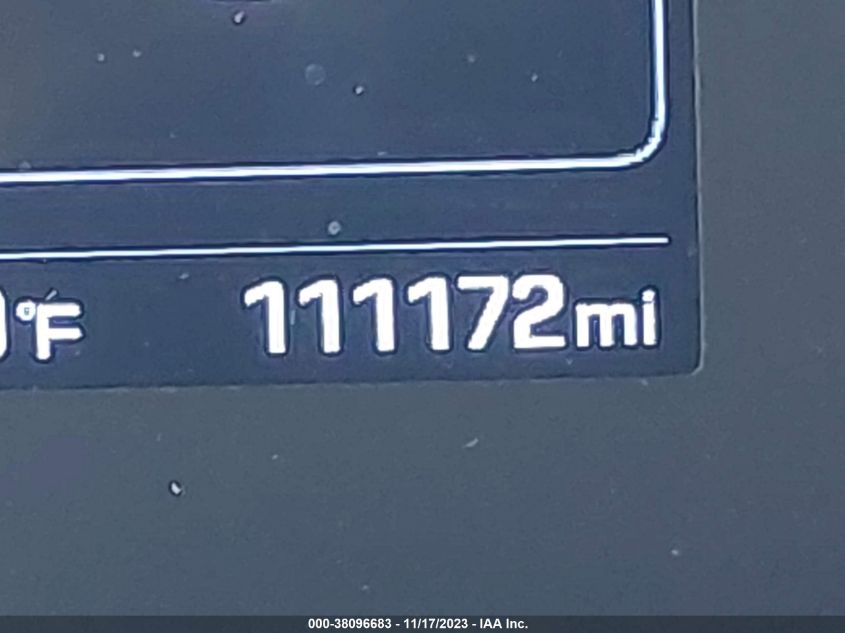 °F 111172mi
000-38096683 - 11/17/2023 - IAA Inc.